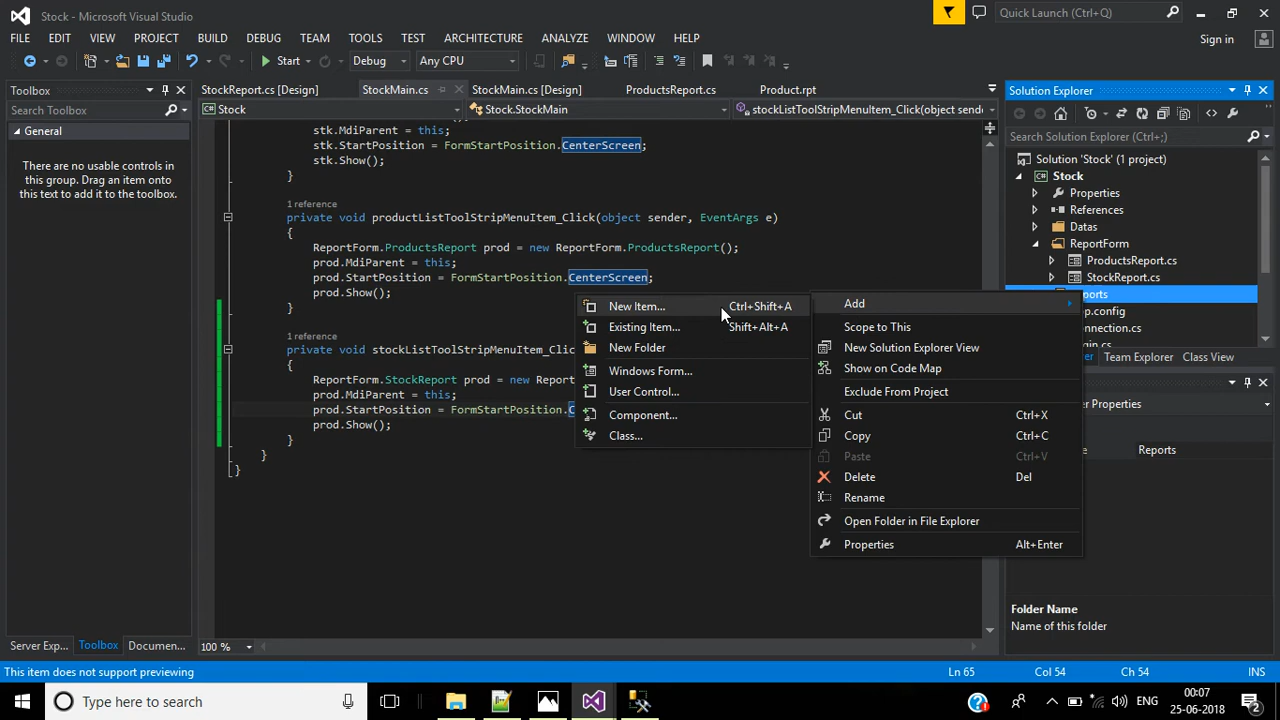 Stock - Microsoft Visual Studio
Quick Launch (Ctrl+Q)
FILE EDIT VIEW PROJECT BUILD DEBUG TEAM TOOLS TEST ARCHITECTURE ANALYZE WINDOW HELP
Sign in
Start Debug Any CPU
Toolbox
Search Toolbox
General
There are no usable controls in
this group. Drag an item onto
this text to add it to the toolbox.
Server Exp... Toolbox Documen...
StockReport.cs [Design] StockMain.cs StockMain.cs [Design] ProductsReport.cs Product.rpt
Stock Stock.StockMain stockListToolStripMenuItem_Click(object sende
stk.MdiParent = this;
stk.StartPosition = FormStartPosition.CenterScreen;
stk.Show();
}
1 reference
private void productListToolStripMenuItem_Click(object sender, EventArgs e)
{
ReportForm.ProductsReport prod = new ReportForm.ProductsReport();
prod.MdiParent = this;
prod.StartPosition = FormStartPosition.CenterScreen;
prod.Show();
}
1 reference
private void stockListToolStripMenuItem_Clic
{
ReportForm.StockReport prod = new Report
prod.MdiParent = this;
prod.StartPosition = FormStartPosition.C
prod.Show();
}
}
}
100 %
New Item... Ctrl+Shift+A
Existing Item... Shift+Alt+A
New Folder
Windows Form...
User Control...
Component...
Class...
Add
Scope to This
New Solution Explorer View
Show on Code Map
Exclude From Project
Cut Ctrl+X
Copy Ctrl+C
Paste Ctrl+V
Delete Del
Rename
Open Folder in File Explorer
Properties Alt+Enter
Solution Explorer
Search Solution Explorer (Ctrl+;)
Solution 'Stock' (1 project)
Stock
Properties
References
Datas
ReportForm
ProductsReport.cs
StockReport.cs
ports
p.config
onnection.cs
rer Team Explorer Class View
er Properties
e Reports
Folder Name
Name of this folder
This item does not support previewing
Ln 65 Col 54 Ch 54 INS
Type here to search
ENG
00:07
25-06-2018
2